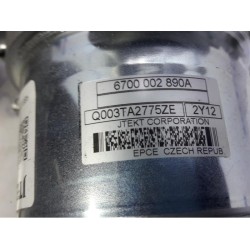 6700 002 890A
Q003TA2775ZE 2Y12
JTEKT CORPORATION
EPCE CZECH REPUB